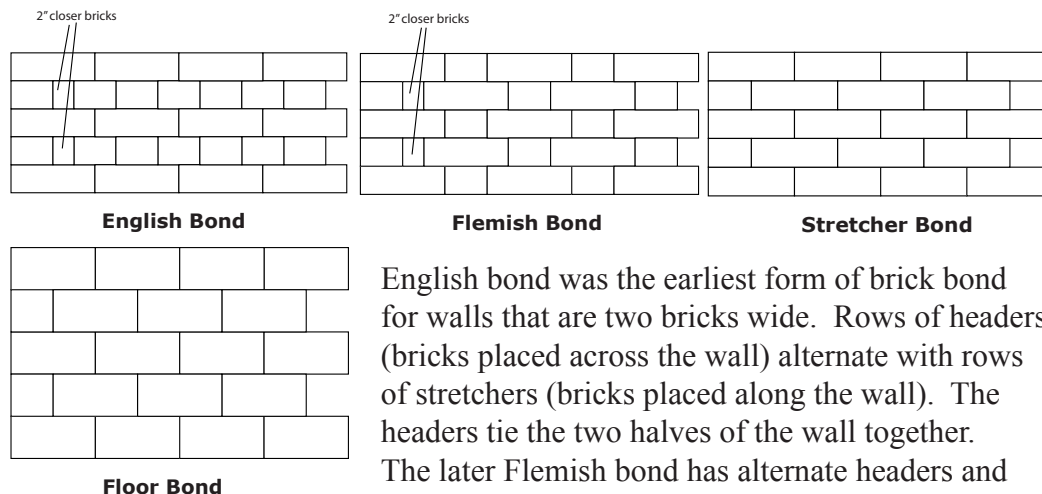 2” closer bricks
2” closer bricks
English Bond
Flemish Bond
Stretcher Bond
Floor Bond
English bond was the earliest form of brick bond
for walls that are two bricks wide.  Rows of headers
(bricks placed across the wall) alternate with rows
of stretchers (bricks placed along the wall).  The
headers tie the two halves of the wall together.
The later Flemish bond has alternate headers and